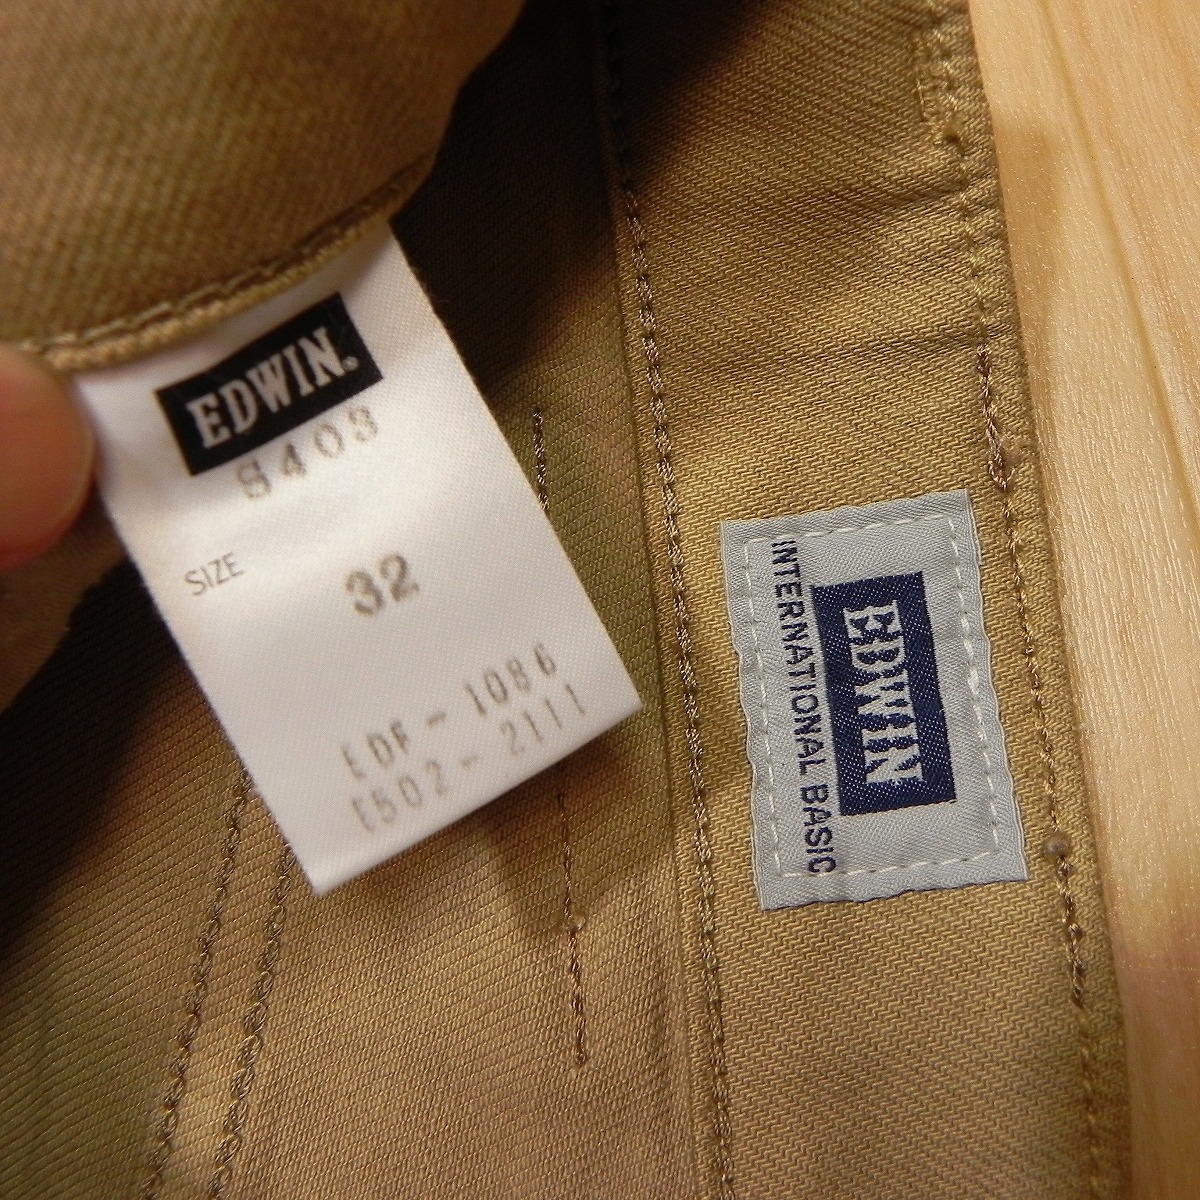 EDWIN.
S403
SIZE
32
EDF-1086
E502-2111
EDWIN
INTERNATIONAL BASIC